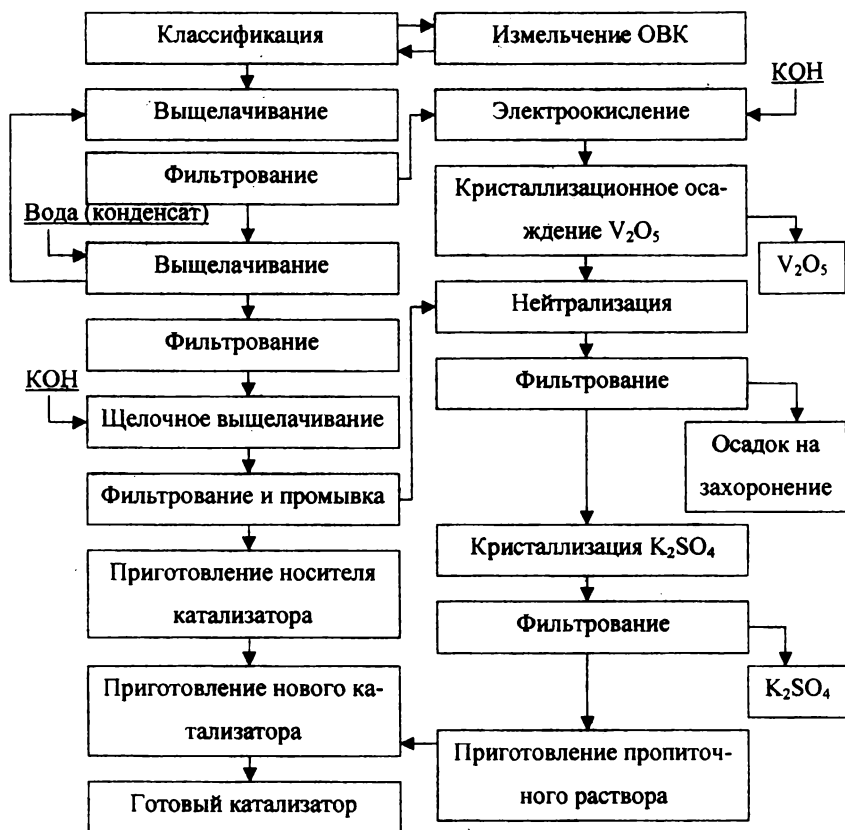 Классификация
Измельчение ОВК
КОН
Выщелачивание
Электроокисление
Фильтрование
Кристаллизационное оса-
ждение V₂O₅
Вода (конденсат)
V₂O₅
Выщелачивание
Нейтрализация
Фильтрование
Фильтрование
КОН
Щелочное выщелачивание
Осадок на
захоронение
Фильтрование и промывка
Кристаллизация K₂SO₄
Приготовление носителя
катализатора
Фильтрование
K₂SO₄
Приготовление нового ка-
тализатора
Приготовление пропиточ-
ного раствора
Готовый катализатор